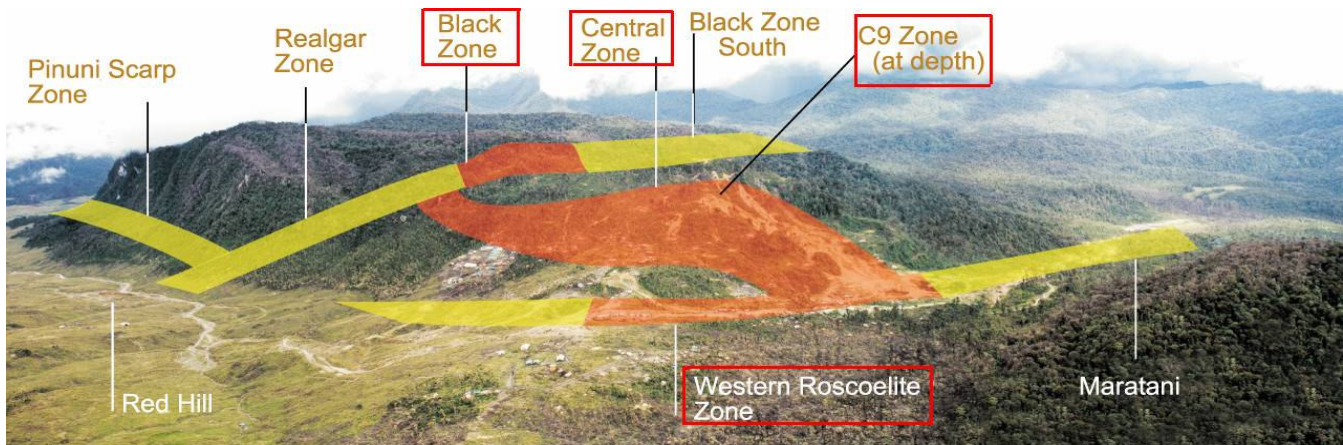 Pinuni Scarp
Zone
Realgar
Zone
Black
Zone
Central
Zone
Black Zone
South
C9 Zone
(at depth)
Red Hill
Western Roscoelite
Zone
Maratani